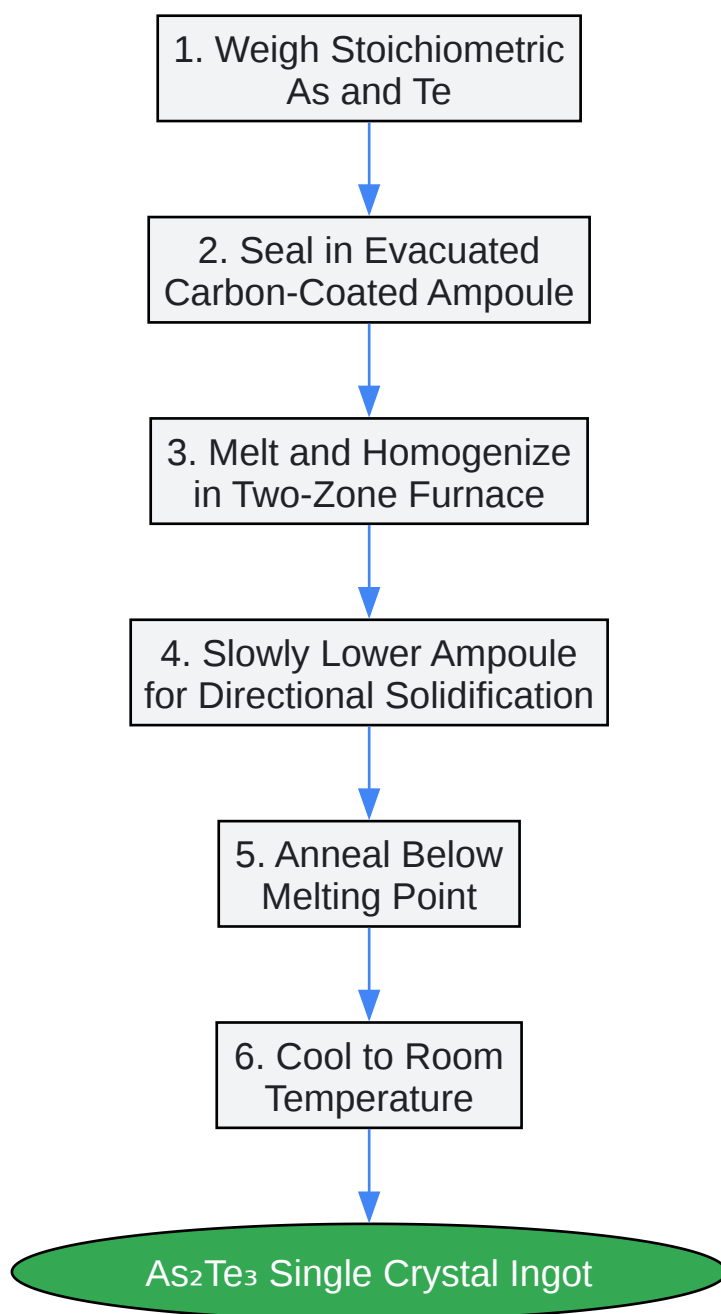 1. Weigh Stoichiometric
As and Te
2. Seal in Evacuated
Carbon-Coated Ampoule
3. Melt and Homogenize
in Two-Zone Furnace
4. Slowly Lower Ampoule
for Directional Solidification
5. Anneal Below
Melting Point
6. Cool to Room
Temperature
As₂Te₃ Single Crystal Ingot